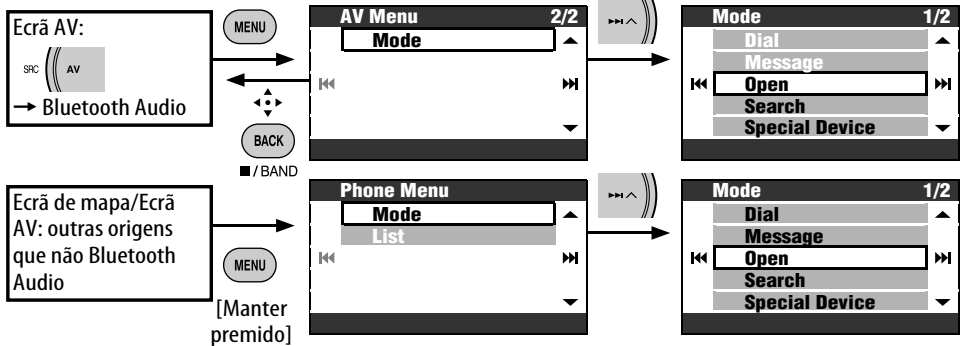 Ecrã AV:
SRC AV
→ Bluetooth Audio
MENU
BACK
■/BAND
AV Menu 2/2
Mode
Mode 1/2
Dial
Message
Open
Search
Special Device
Ecrã de mapa/Ecrã
AV: outras origens
que não Bluetooth
Audio
MENU
[Manter
premido]
Phone Menu
Mode
List
Mode 1/2
Dial
Message
Open
Search
Special Device